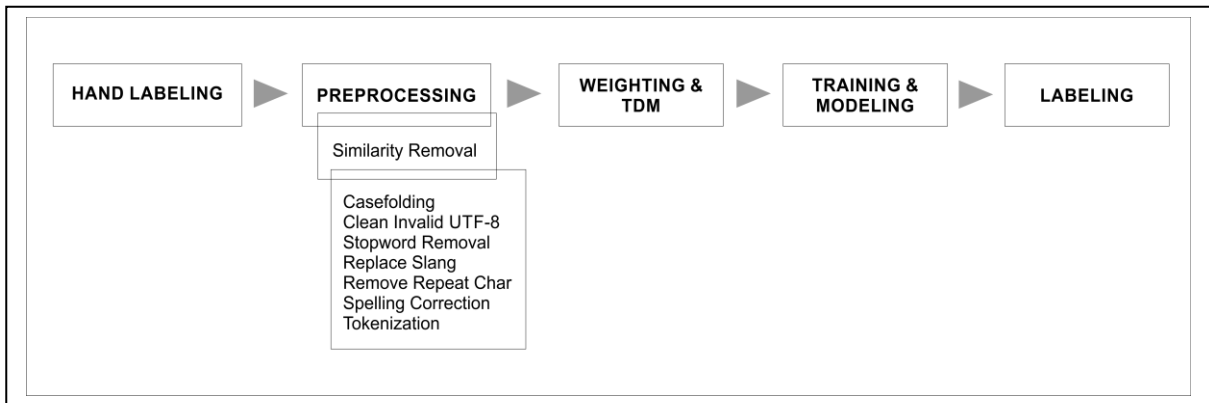 HAND LABELING
PREPROCESSING
WEIGHTING &
TDM
TRAINING &
MODELING
LABELING
Similarity Removal
Casefolding
Clean Invalid UTF-8
Stopword Removal
Replace Slang
Remove Repeat Char
Spelling Correction
Tokenization